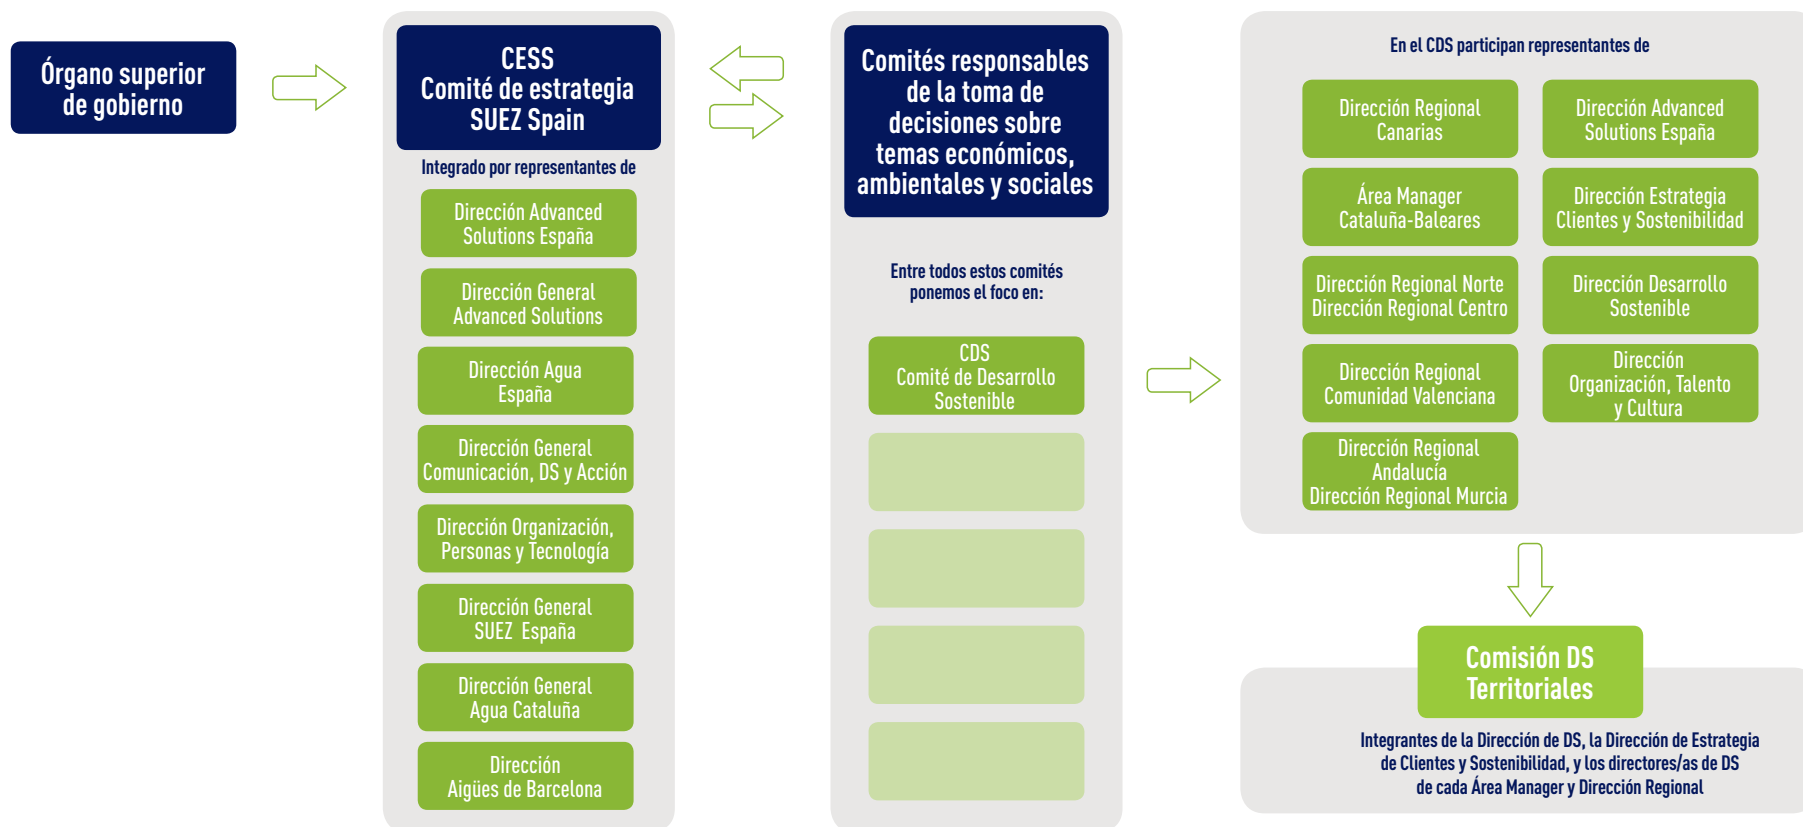 Órgano superior
de gobierno
CESS
Comité de estrategia
SUEZ Spain
Integrado por representantes de
Dirección Advanced
Solutions España
Dirección General
Advanced Solutions
Dirección Agua
España
Dirección General
Comunicación, DS y Acción
Dirección Organización,
Personas y Tecnología
Dirección General
SUEZ España
Dirección General
Agua Cataluña
Dirección
Aigües de Barcelona
Comités responsables
de la toma de
decisiones sobre
temas económicos,
ambientales y sociales
Entre todos estos comités
ponemos el foco en:
CDS
Comité de Desarrollo
Sostenible
En el CDS participan representantes de
Dirección Regional
Canarias
Área Manager
Cataluña-Baleares
Dirección Regional Norte
Dirección Regional Centro
Dirección Regional
Comunidad Valenciana
Dirección Regional
Andalucía
Dirección Regional Murcia
Dirección Advanced
Solutions España
Dirección Estrategia
Clientes y Sostenibilidad
Dirección Desarrollo
Sostenible
Dirección
Organización, Talento
y Cultura
Comisión DS
Territoriales
Integrantes de la Dirección de DS, la Dirección de Estrategia
de Clientes y Sostenibilidad, y los directores/as de DS
de cada Área Manager y Dirección Regional